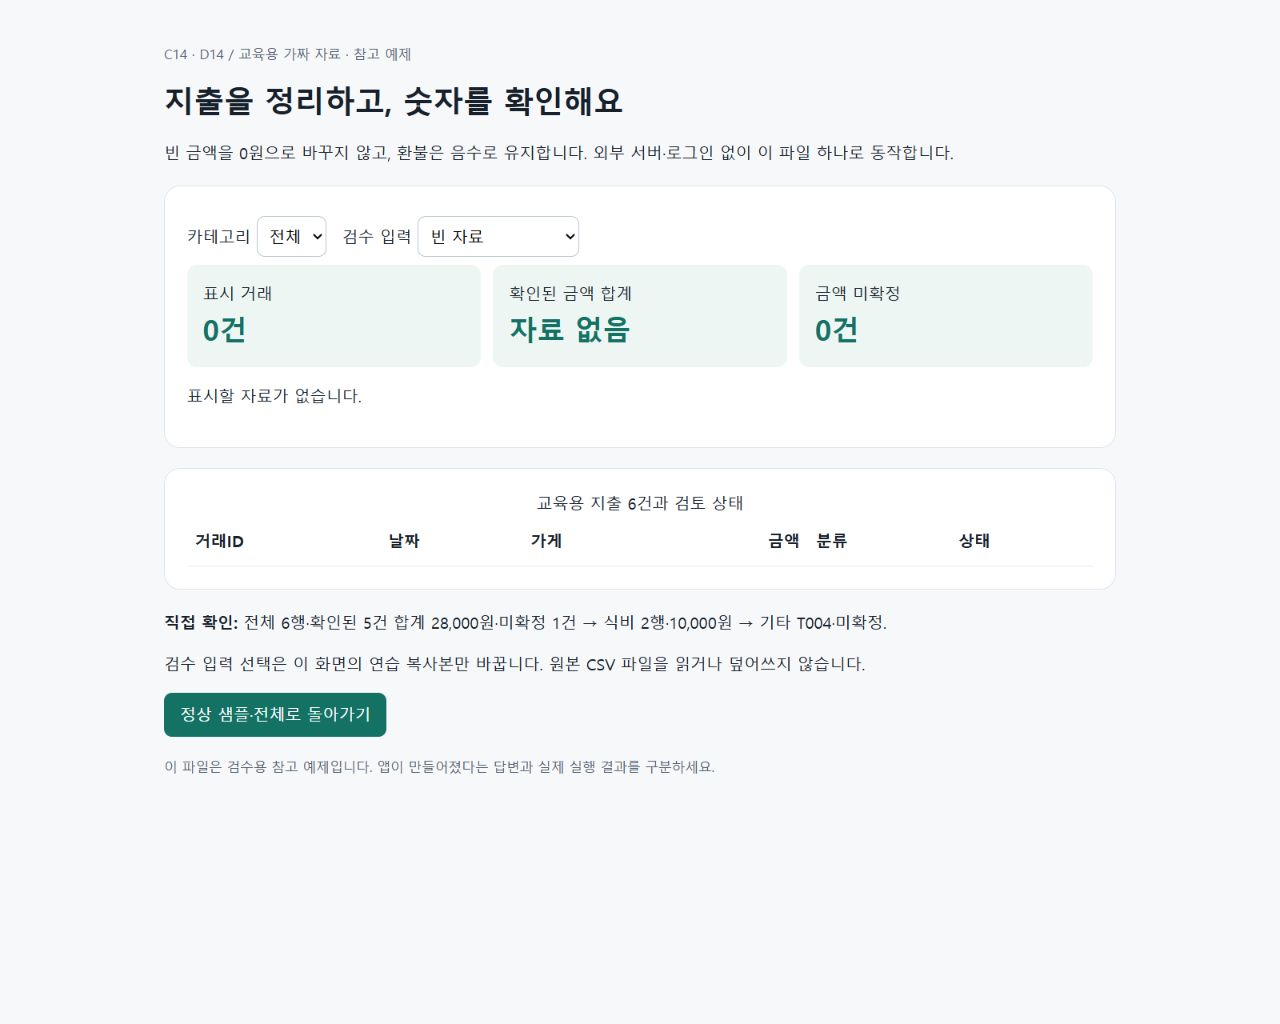 C14 · D14 / 교육용 가짜 자료 · 참고 예제
지출을 정리하고, 숫자를 확인해요
빈 금액을 0원으로 바꾸지 않고, 환불은 음수로 유지합니다. 외부 서버·로그인 없이 이 파일 하나로 동작합니다.
카테고리 전체 검수 입력 빈 자료
표시 거래 확인된 금액 합계 금액 미확정
0건 자료 없음 0건
표시할 자료가 없습니다.
교육용 지출 6건과 검토 상태
거래ID 날짜 가게 금액 분류 상태
직접 확인: 전체 6행·확인된 5건 합계 28,000원·미확정 1건 → 식비 2행·10,000원 → 기타 T004·미확정.
검수 입력 선택은 이 화면의 연습 복사본만 바꿉니다. 원본 CSV 파일을 읽거나 덮어쓰지 않습니다.
정상 샘플·전체로 돌아가기
이 파일은 검수용 참고 예제입니다. 앱이 만들어졌다는 답변과 실제 실행 결과를 구분하세요.